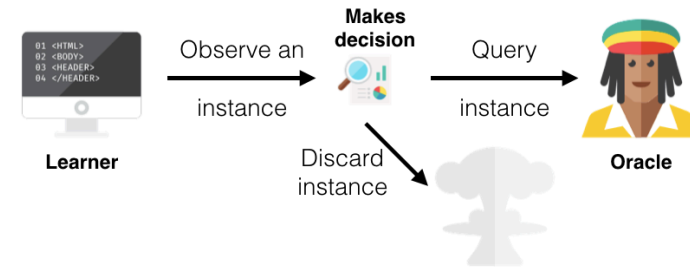 01 <HTML>
02 <BODY>
03 <HEADER>
04 </HEADER>
Learner
Observe an
instance
Makes
decision
Discard
instance
Query
instance
Oracle